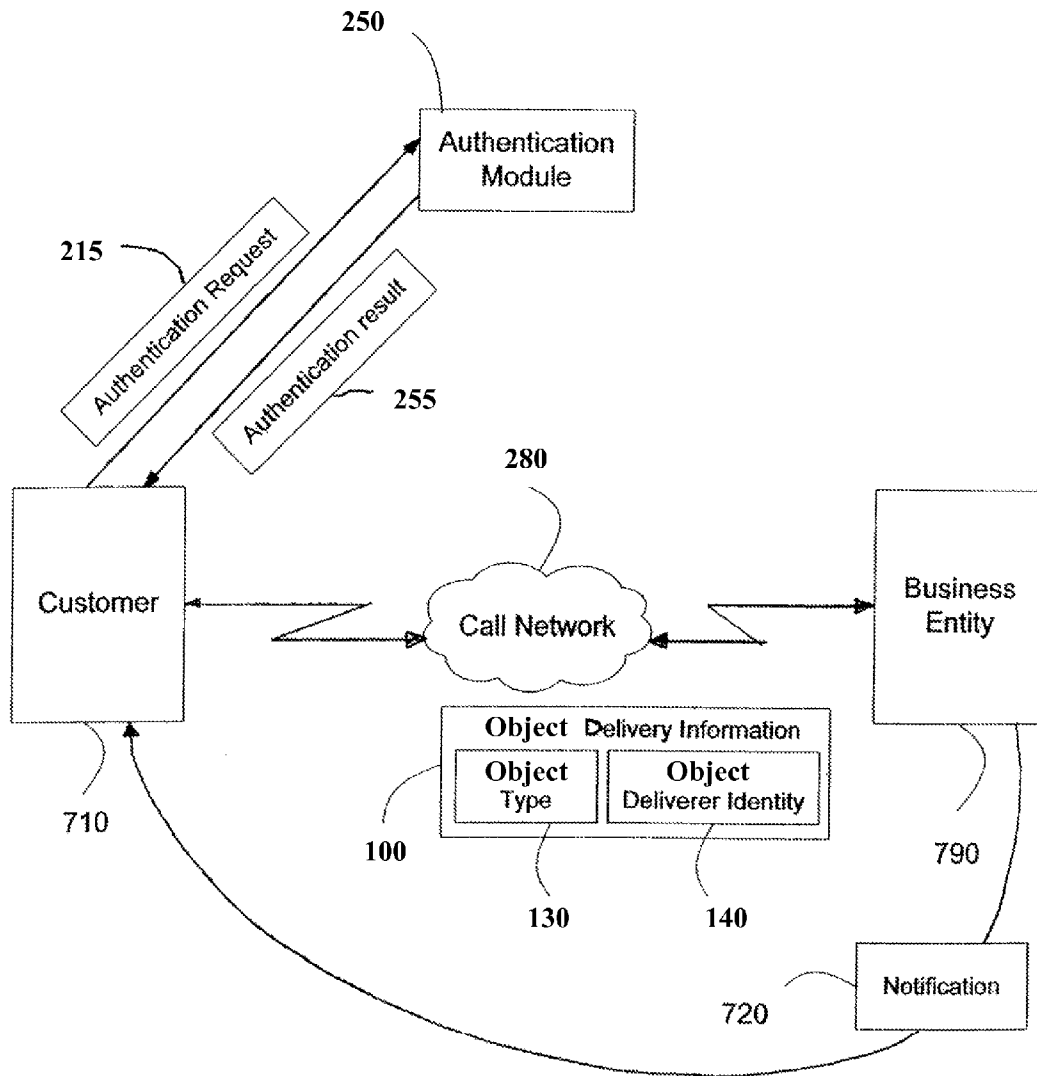 250
Authentication
Module
215
Authentication Request
Authentication result
255
280
Customer
Call Network
Business
Entity
Object Delivery Information
Object
Type
Object
Deliverer Identity
710
100
790
130
140
Notification
720